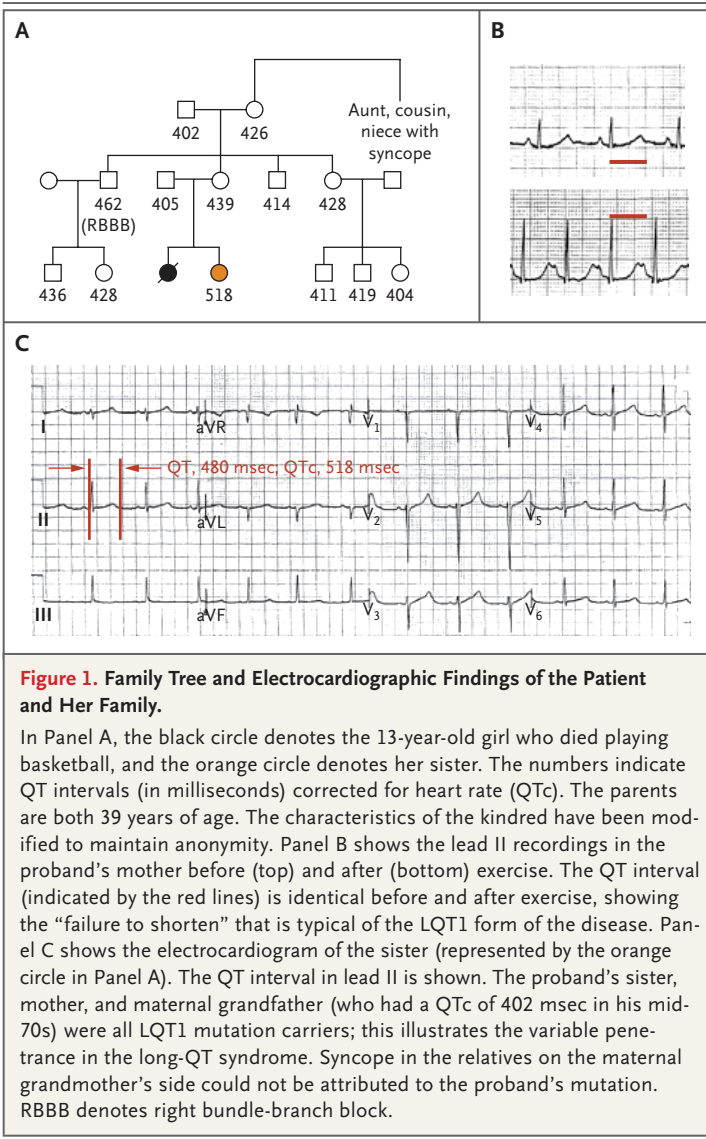 A
B
Aunt, cousin,
niece with
syncope
402
426
462
(RBBB)
405
439
414
428
436
428
518
411
419
404
C
I
aVR
V1
V4
QT, 480 msec; QTc, 518 msec
II
aVL
V2
V5
III
aVF
V3
V6
Figure 1. Family Tree and Electrocardiographic Findings of the Patient
and Her Family.
In Panel A, the black circle denotes the 13-year-old girl who died playing
basketball, and the orange circle denotes her sister. The numbers indicate
QT intervals (in milliseconds) corrected for heart rate (QTc). The parents
are both 39 years of age. The characteristics of the kindred have been mod-
ified to maintain anonymity. Panel B shows the lead II recordings in the
proband’s mother before (top) and after (bottom) exercise. The QT interval
(indicated by the red lines) is identical before and after exercise, showing
the “failure to shorten” that is typical of the LQT1 form of the disease. Pan-
el C shows the electrocardiogram of the sister (represented by the orange
circle in Panel A). The QT interval in lead II is shown. The proband’s sister,
mother, and maternal grandfather (who had a QTc of 402 msec in his mid-
70s) were all LQT1 mutation carriers; this illustrates the variable pene-
trance in the long-QT syndrome. Syncope in the relatives on the maternal
grandmother’s side could not be attributed to the proband’s mutation.
RBBB denotes right bundle-branch block.